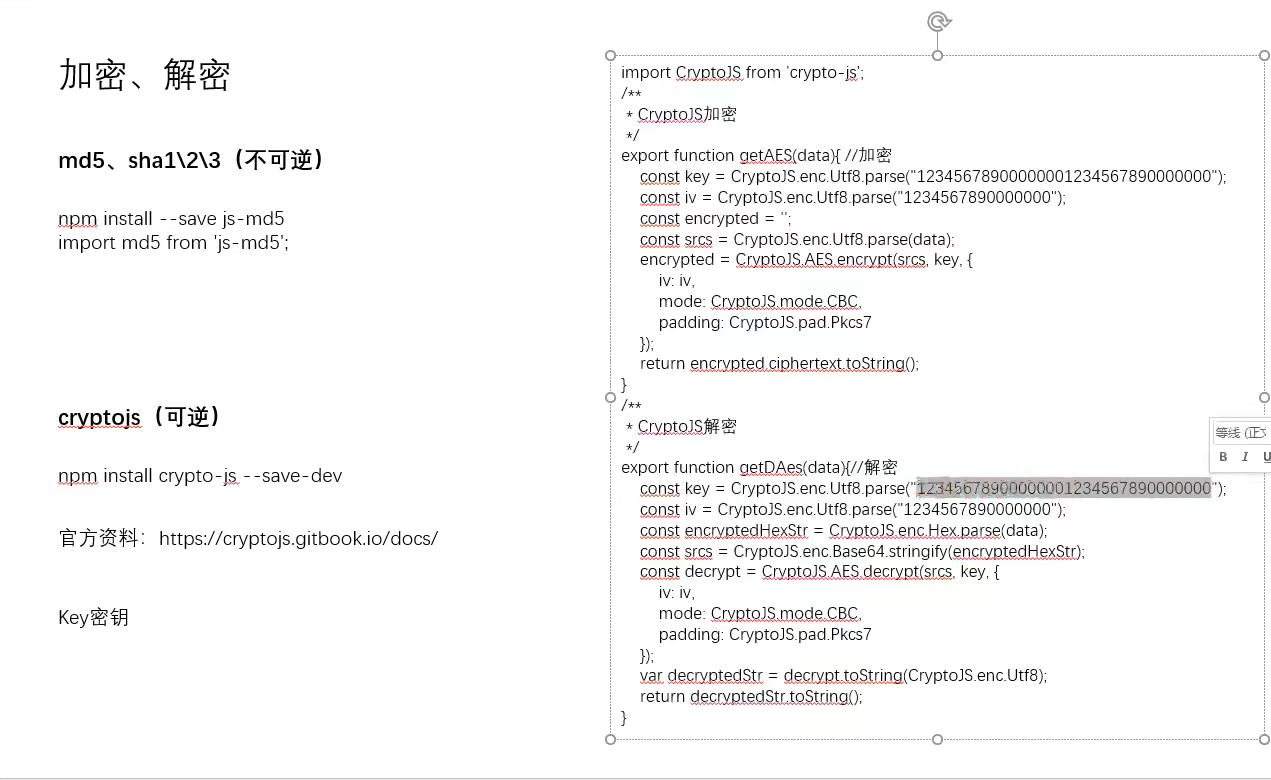 加密、解密
md5、sha1\2\3（不可逆）
npm install --save js-md5
import md5 from 'js-md5';
cryptojs（可逆）
npm install crypto-js --save-dev
官方资料：https://cryptojs.gitbook.io/docs/
Key密钥
import CryptoJS from 'crypto-js';
/**
* CryptoJS加密
*/
export function getAES(data){ //加密
const key = CryptoJS.enc.Utf8.parse("12345678900000001234567890000000");
const iv = CryptoJS.enc.Utf8.parse("1234567890000000");
const encrypted = '';
const srcs = CryptoJS.enc.Utf8.parse(data);
encrypted = CryptoJS.AES.encrypt(srcs, key, {
iv: iv,
mode: CryptoJS.mode.CBC,
padding: CryptoJS.pad.Pkcs7
});
return encrypted.ciphertext.toString();
}
/**
* CryptoJS解密
*/
export function getDAes(data){//解密
const key = CryptoJS.enc.Utf8.parse("12345678900000001234567890000000");
const iv = CryptoJS.enc.Utf8.parse("1234567890000000");
const encryptedHexStr = CryptoJS.enc.Hex.parse(data);
const srcs = CryptoJS.enc.Base64.stringify(encryptedHexStr);
const decrypt = CryptoJS.AES.decrypt(srcs, key, {
iv: iv,
mode: CryptoJS.mode.CBC,
padding: CryptoJS.pad.Pkcs7
});
var decryptedStr = decrypt.toString(CryptoJS.enc.Utf8);
return decryptedStr.toString();
}
等线 (正文
B I U